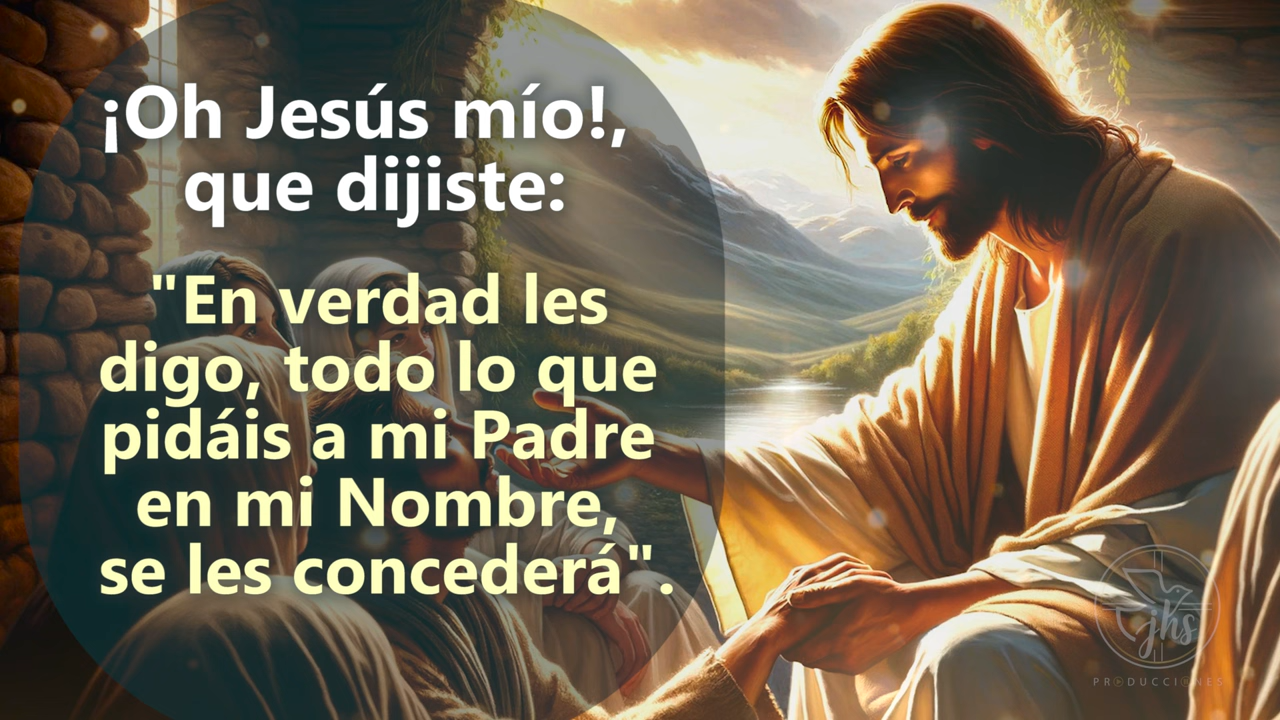 ¡Oh Jesús mío!,
que dijiste:
"En verdad les
digo, todo lo que
pidáis a mi Padre
en mi Nombre,
se les concederá".
jhs
PRODUCCIONES